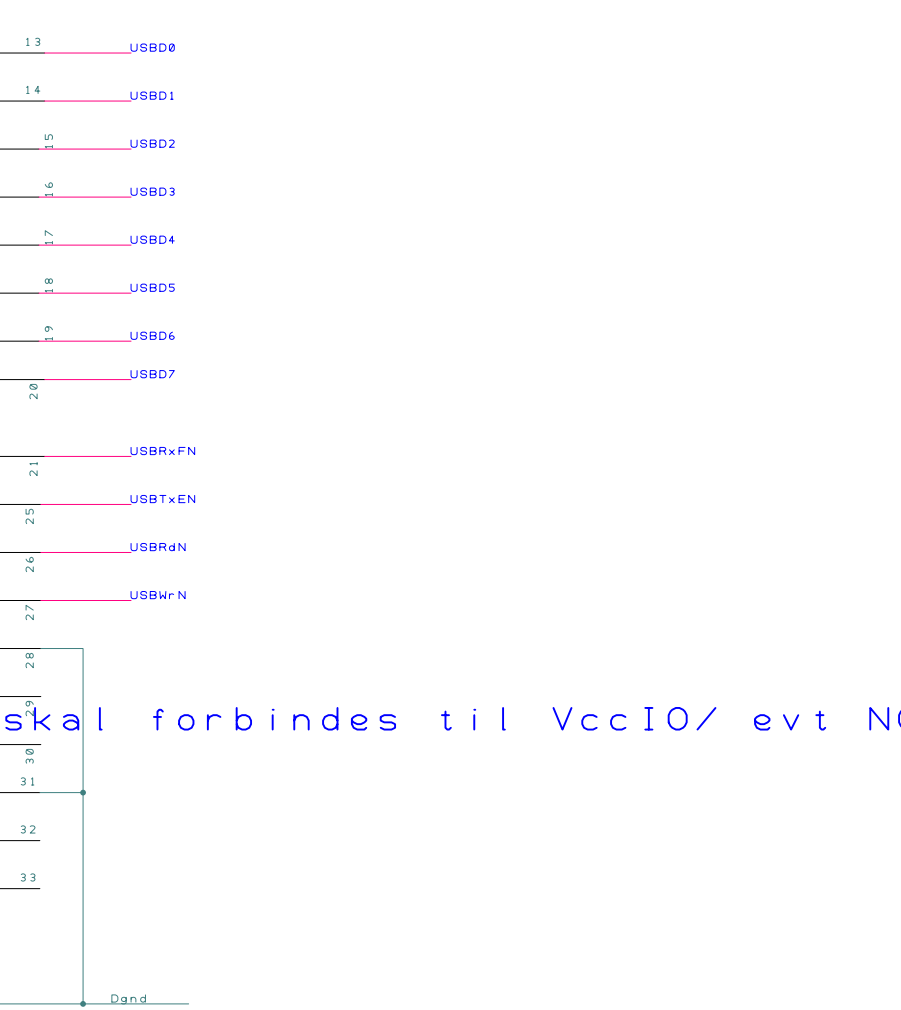 13 USBD0
14 USBD1
15 USBD2
16 USBD3
17 USBD4
18 USBD5
19 USBD6
20 USBD7
21 USBRxFN
25 USBTxEN
26 USBRdN
27 USBWrN
28
29
skal forbindes til VccIO/ evt
30
31
32
33
Dgnd